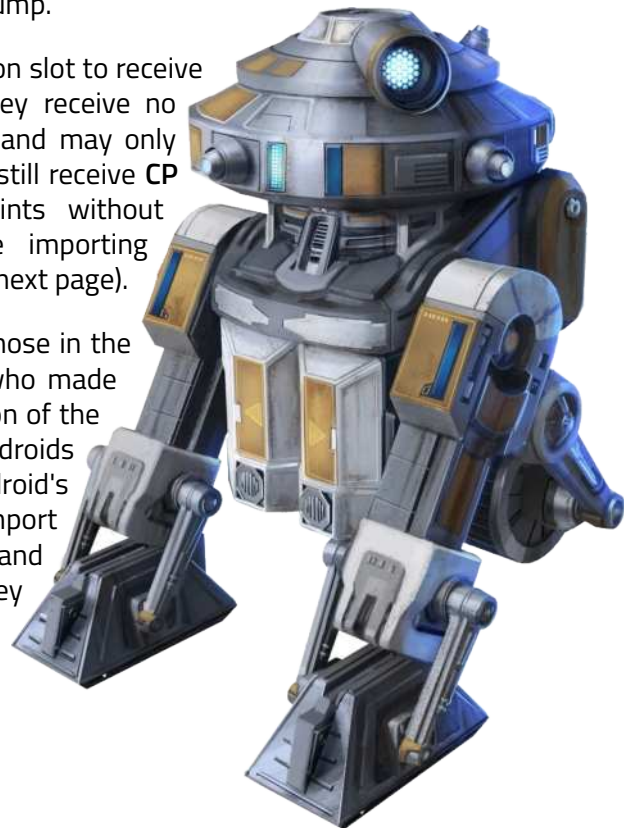 ump.
on slot to receive
ey receive no
and may only
still receive CP
ints without
e importing
next page).
hose in the
who made
on of the
droids
droid's
mport
and
ey